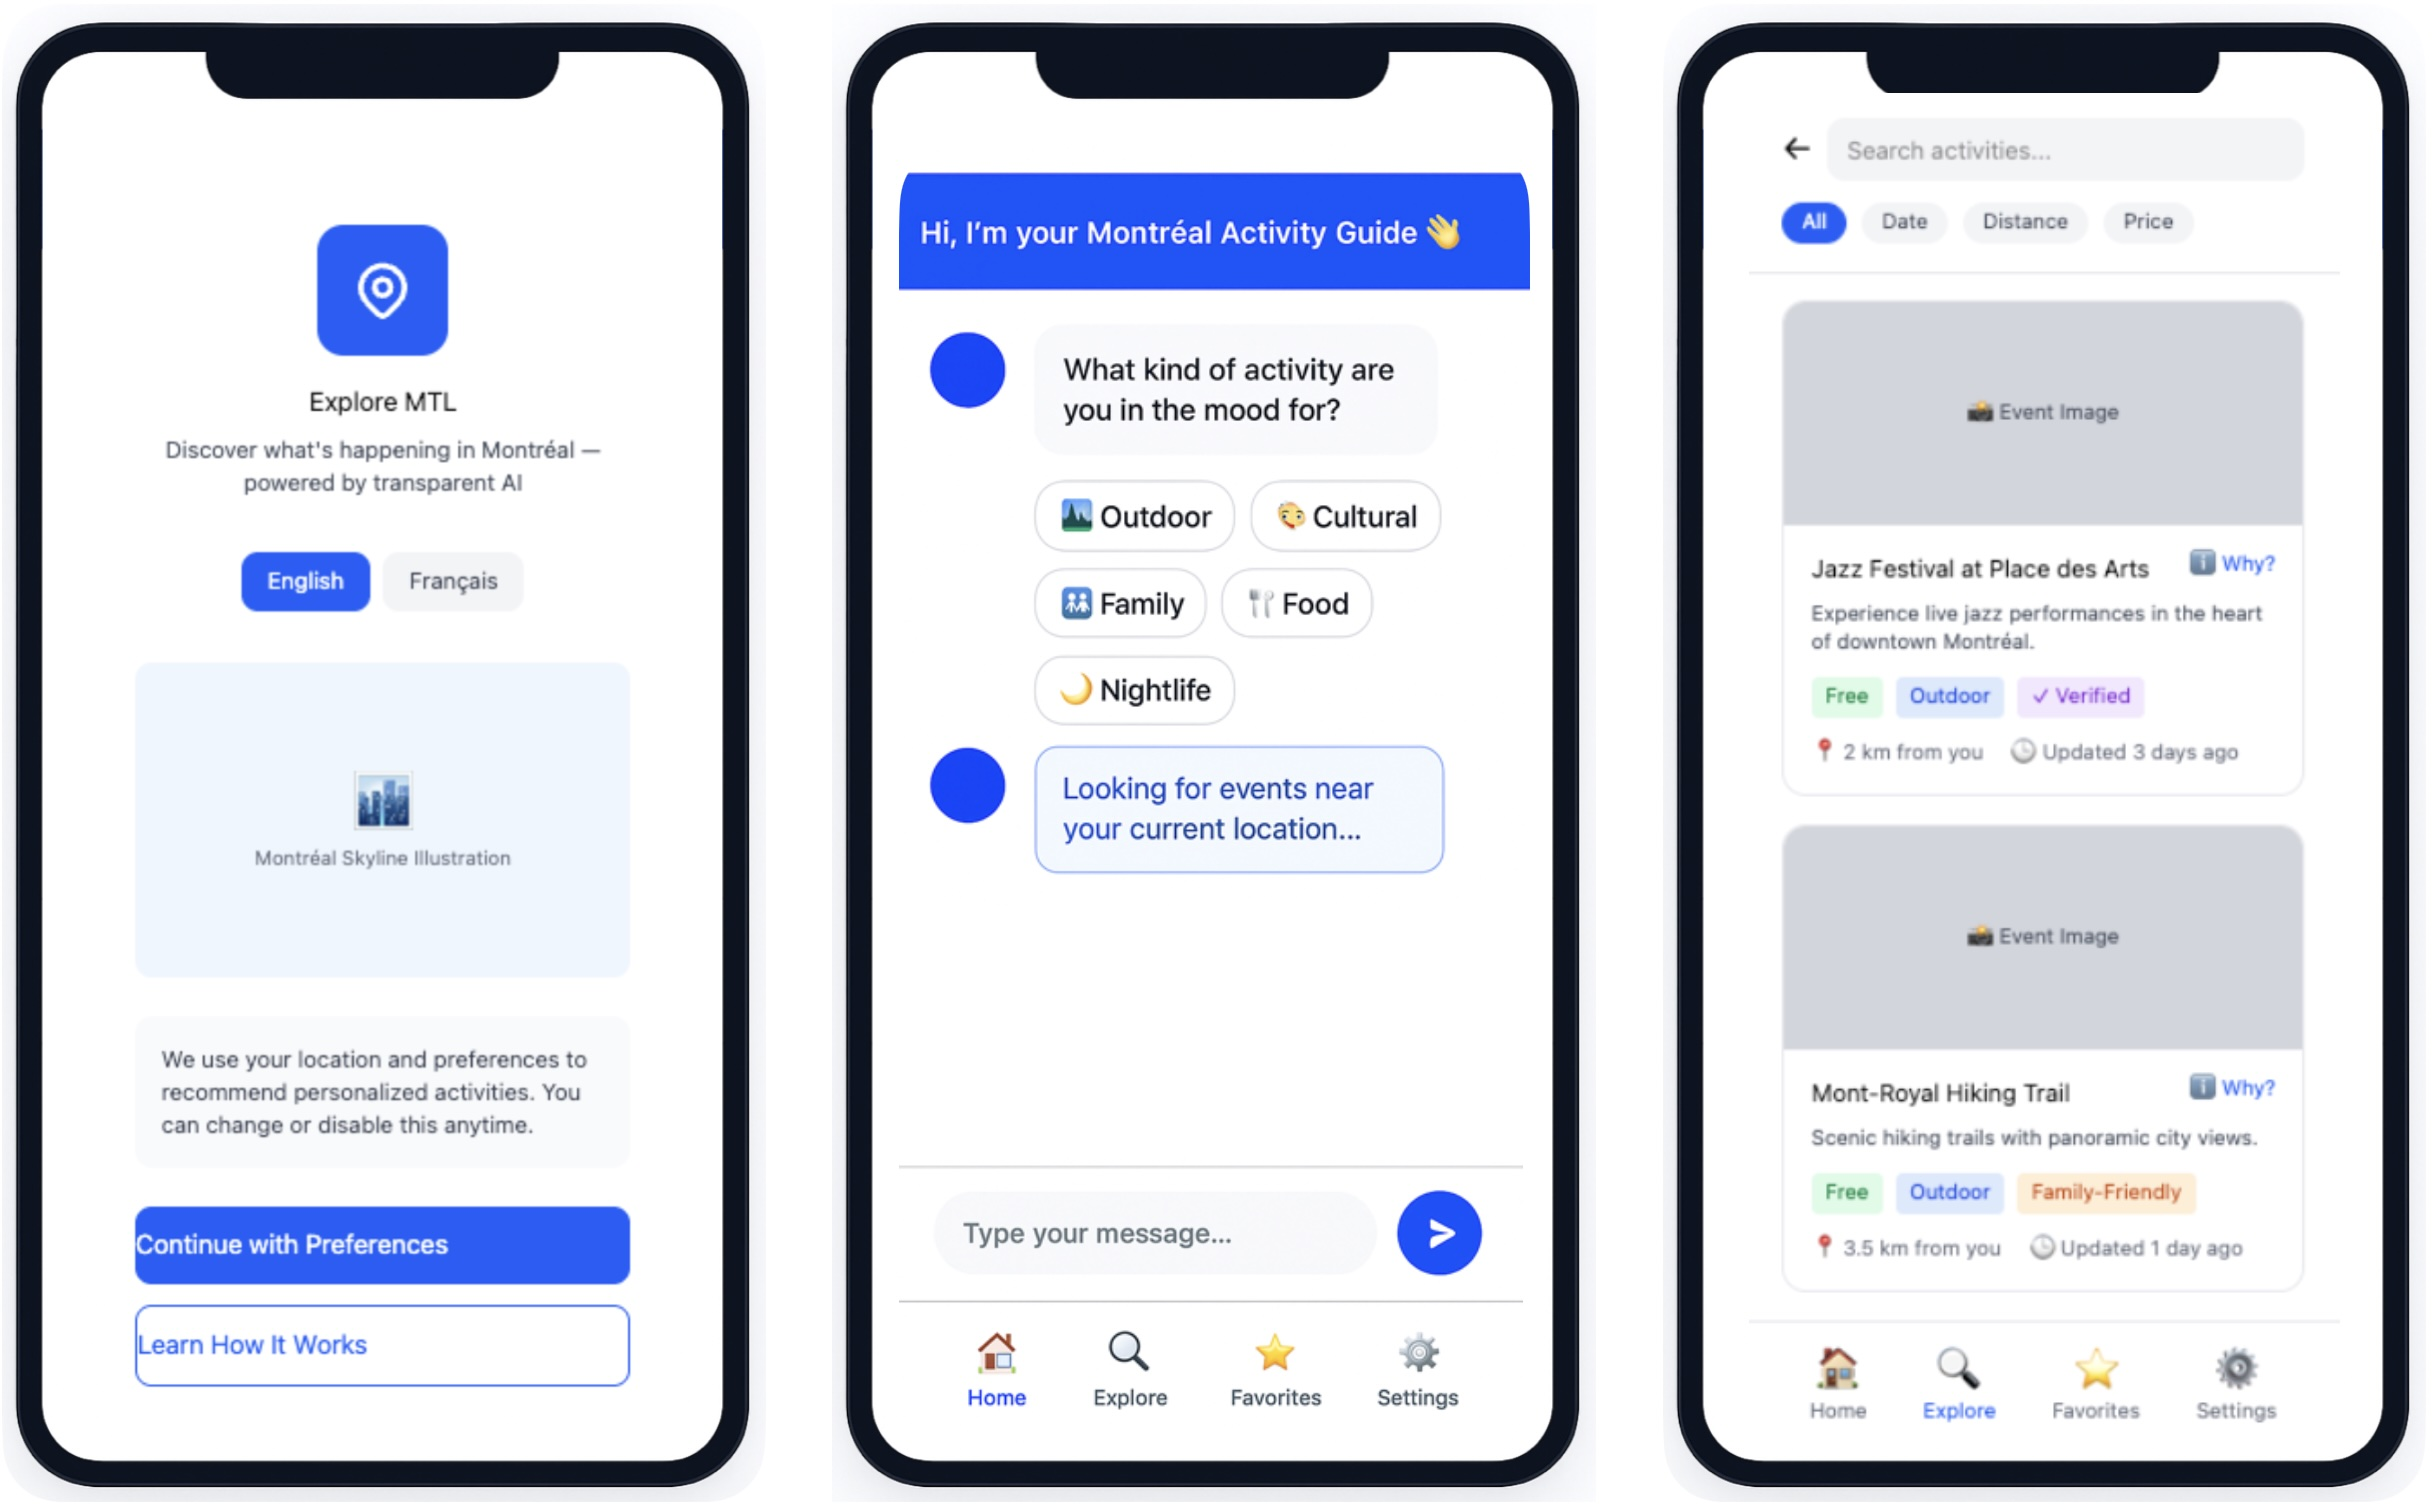 Explore MTL
Discover what's happening in Montréal —
powered by transparent AI
English Français
Montréal Skyline Illustration
We use your location and preferences to
recommend personalized activities. You
can change or disable this anytime.
Continue with Preferences
Learn How It Works
Hi, I’m your Montréal Activity Guide 👋
What kind of activity are
you in the mood for?
Outdoor Cultural
Family Food
Nightlife
Looking for events near
your current location...
Type your message...
Home Explore Favorites Settings
Search activities...
All Date Distance Price
Event Image
Jazz Festival at Place des Arts Why?
Experience live jazz performances in the heart
of downtown Montréal.
Free Outdoor ✓ Verified
2 km from you Updated 3 days ago
Event Image
Mont-Royal Hiking Trail Why?
Scenic hiking trails with panoramic city views.
Free Outdoor Family-Friendly
3.5 km from you Updated 1 day ago
Home Explore Favorites Settings